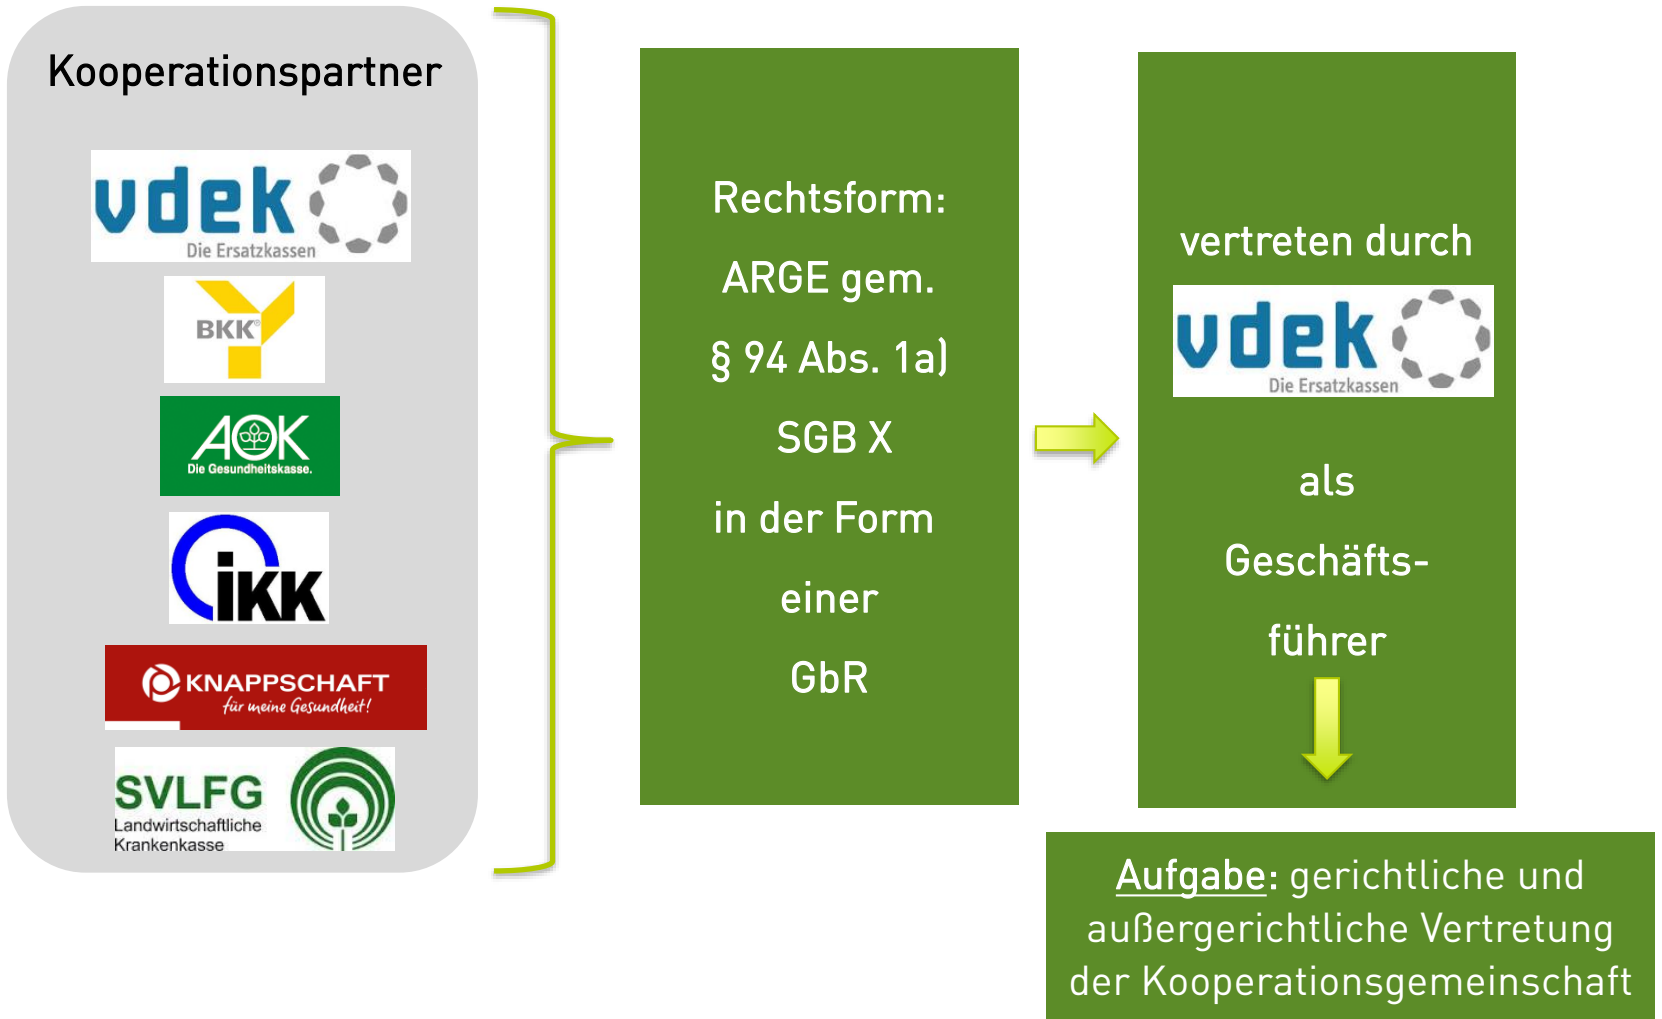 Kooperationspartner
vdek
Die Ersatzkassen
BKK®
AOK
Die Gesundheitskasse.
iKK
KNAPPSCHAFT
für meine Gesundheit!
SVLFG
Landwirtschaftliche
Krankenkasse
Rechtsform:
ARGE gem.
§ 94 Abs. 1a)
SGB X
in der Form
einer
GbR
vertreten durch
vdek
Die Ersatzkassen
als
Geschäfts-
führer
Aufgabe: gerichtliche und
außergerichtliche Vertretung
der Kooperationsgemeinschaft